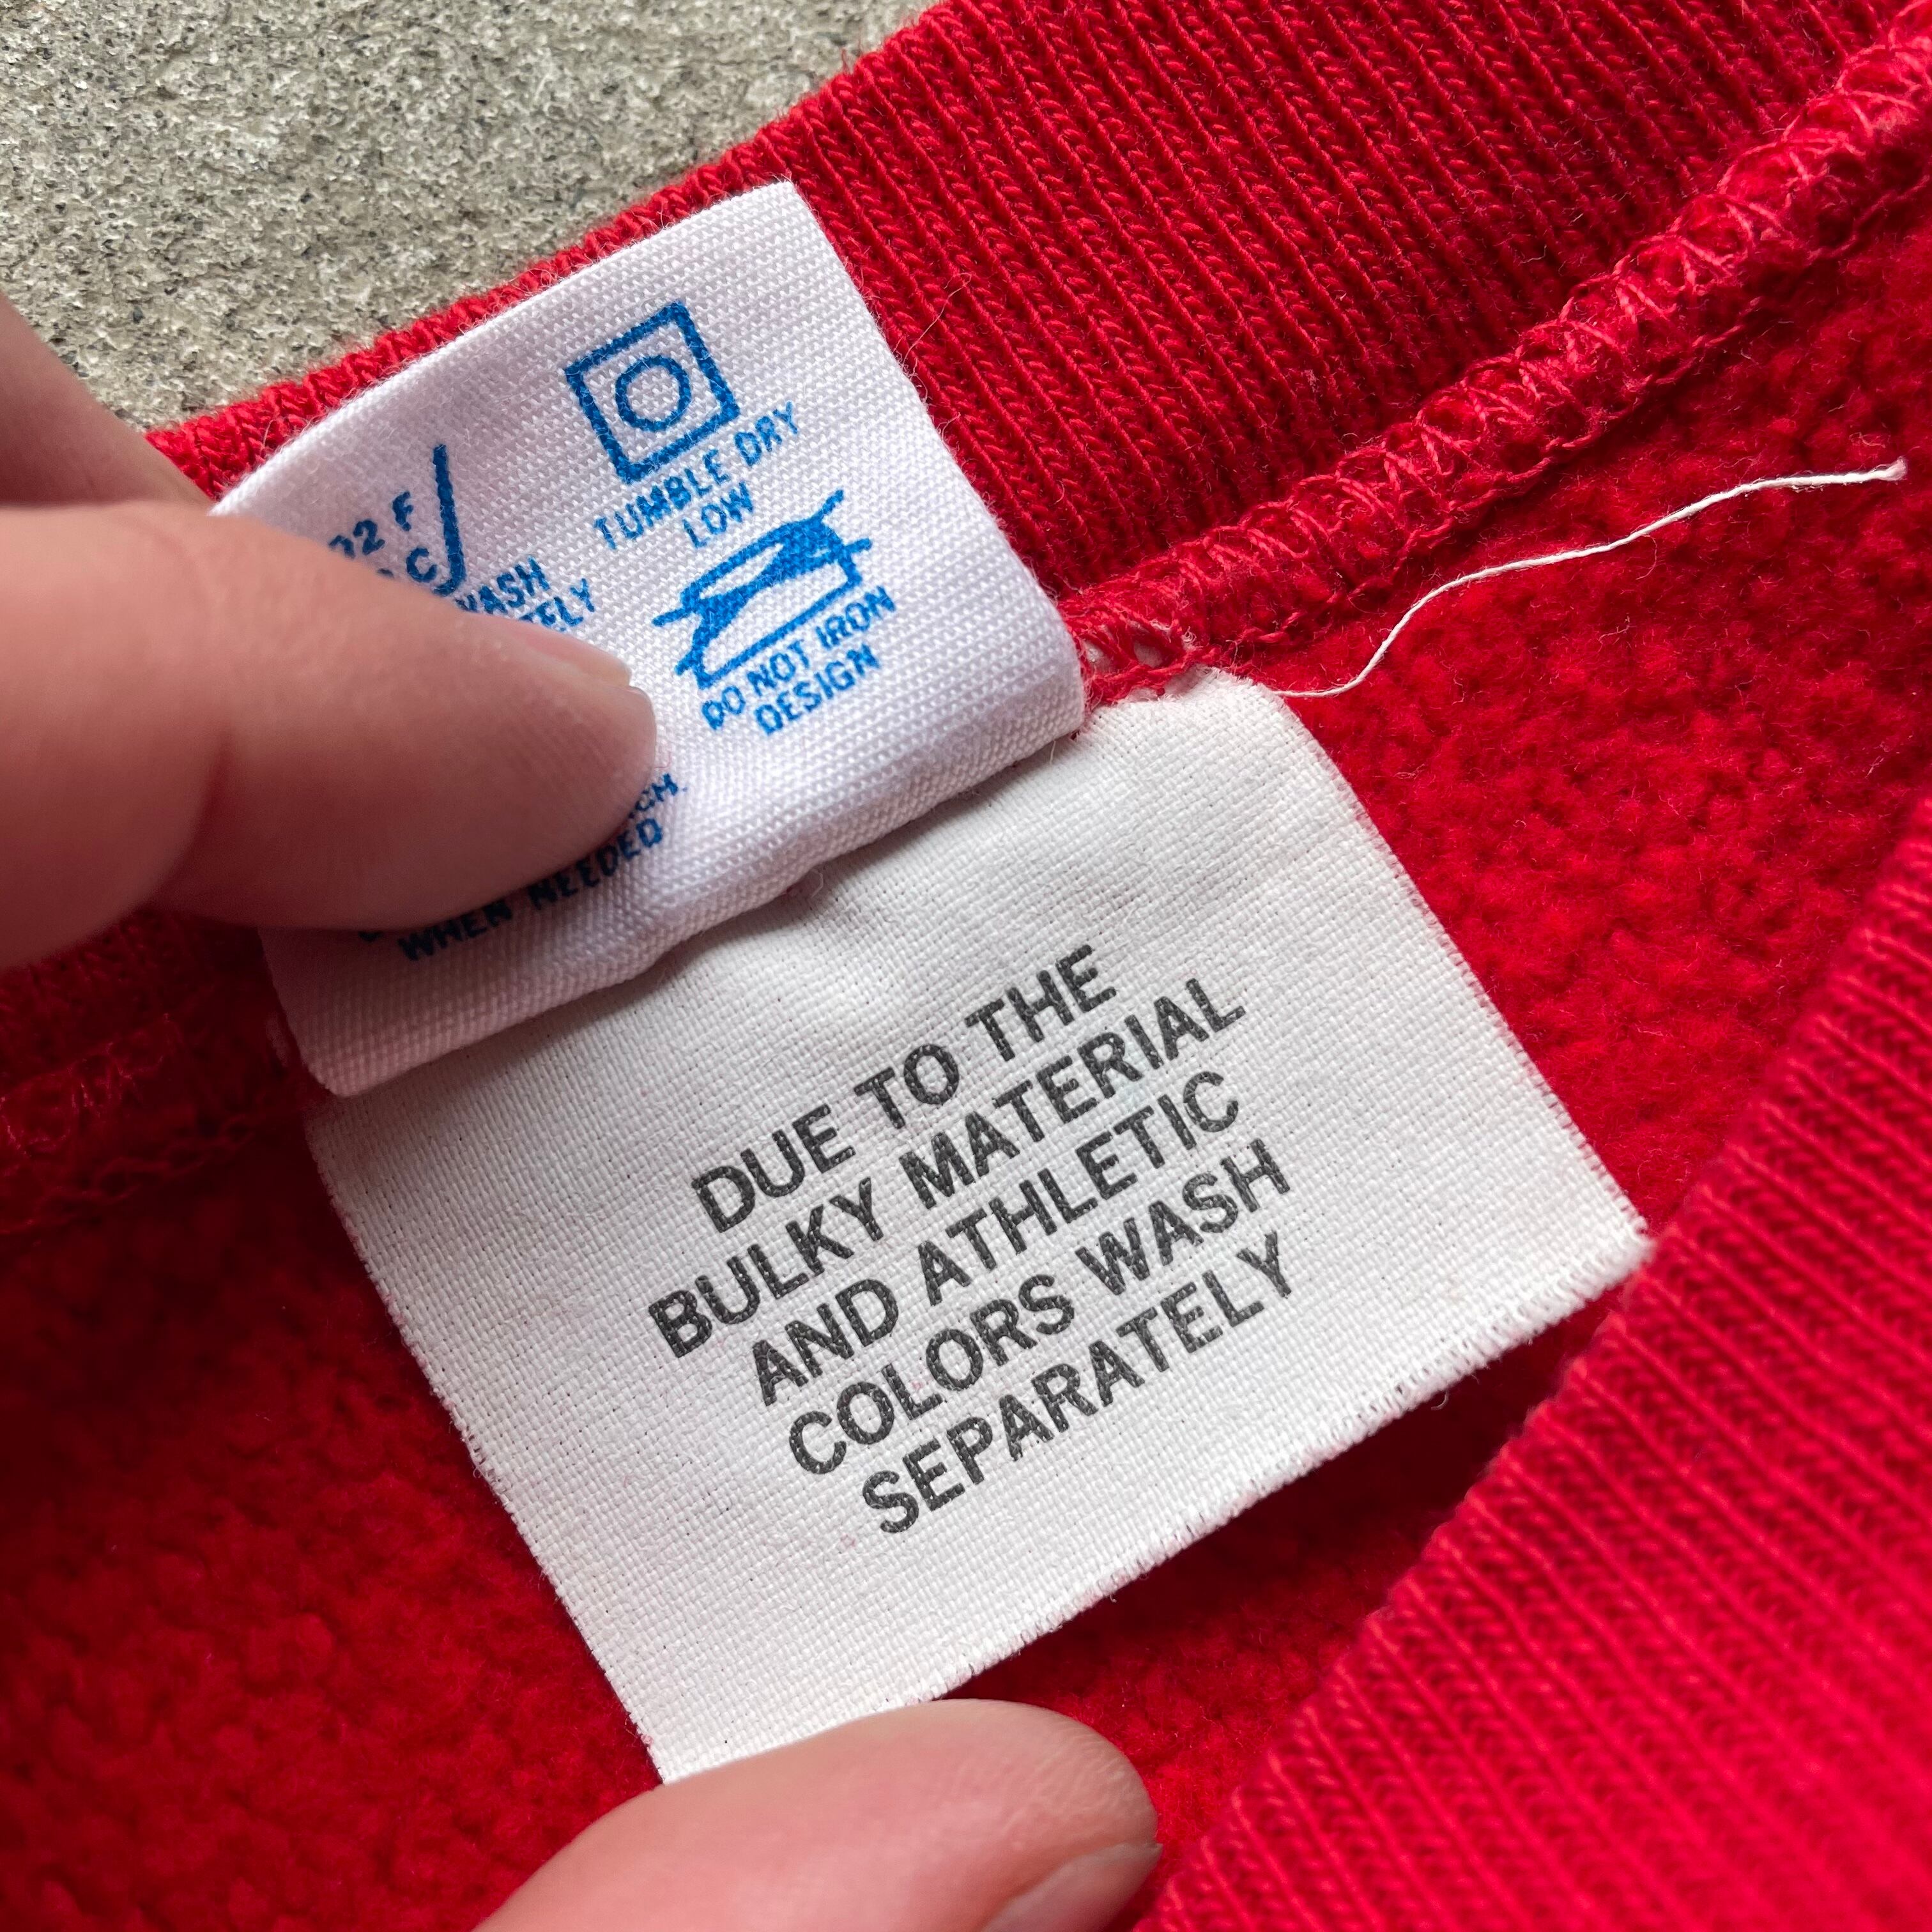 TUMBLE DRY
LOW
DO NOT IRON
DESIGN
WHEN NEEDED
DUE TO THE
BULKY MATERIAL
AND ATHLETIC
COLORS WASH
SEPARATELY